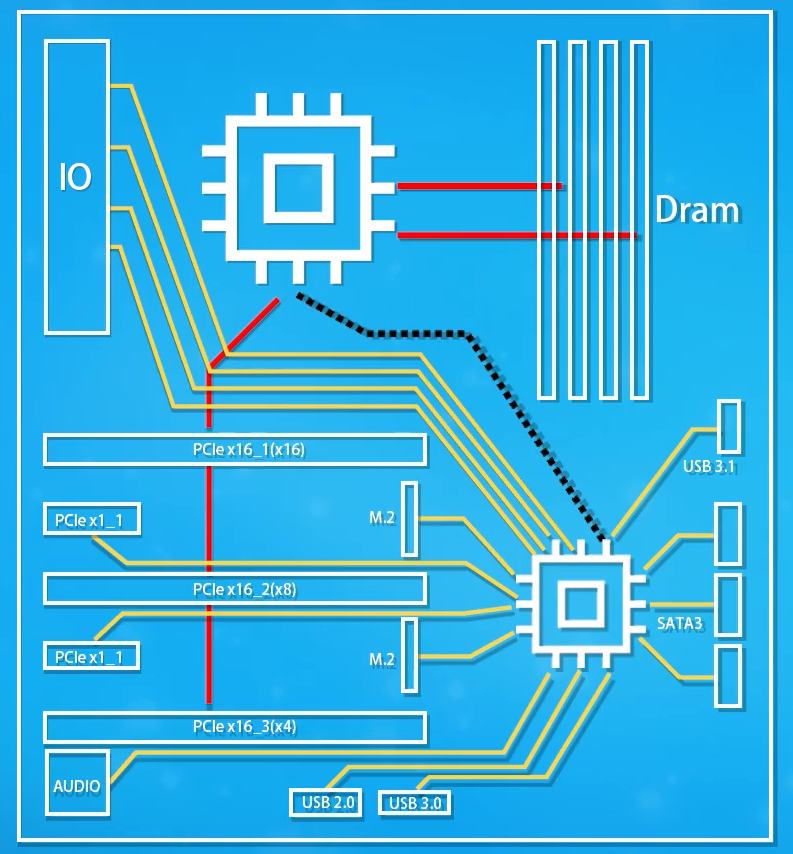 IO
Dram
PCIe x16_1(x16)
USB 3.1
PCIe x1_1
M.2
PCIe x16_2(x8)
SATA3
PCIe x1_1
M.2
PCIe x16_3(x4)
AUDIO
USB 2.0
USB 3.0